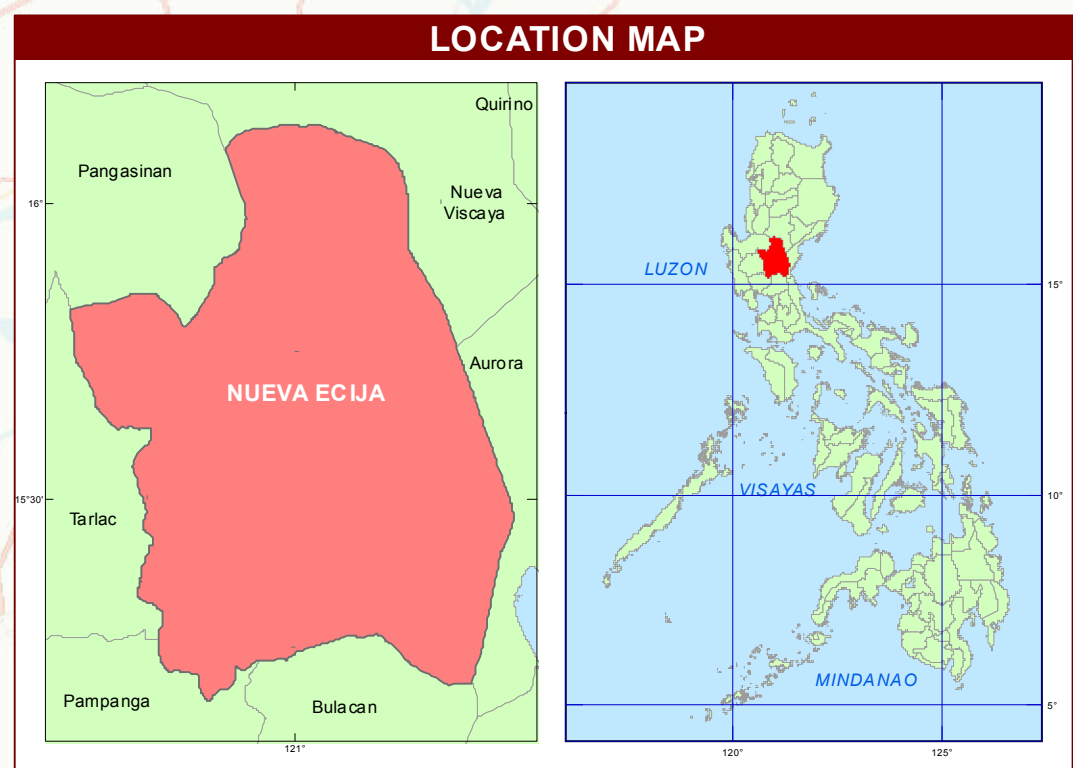 LOCATION MAP
Quirino
Pangasinan
Nueva
Viscaya
16°
Aurora
NUEVA ECIJA
15°30'
Tarlac
Pampanga
Bulacan
121°
LUZON
15°
VISAYAS
10°
MINDANAO
5°
120°
125°